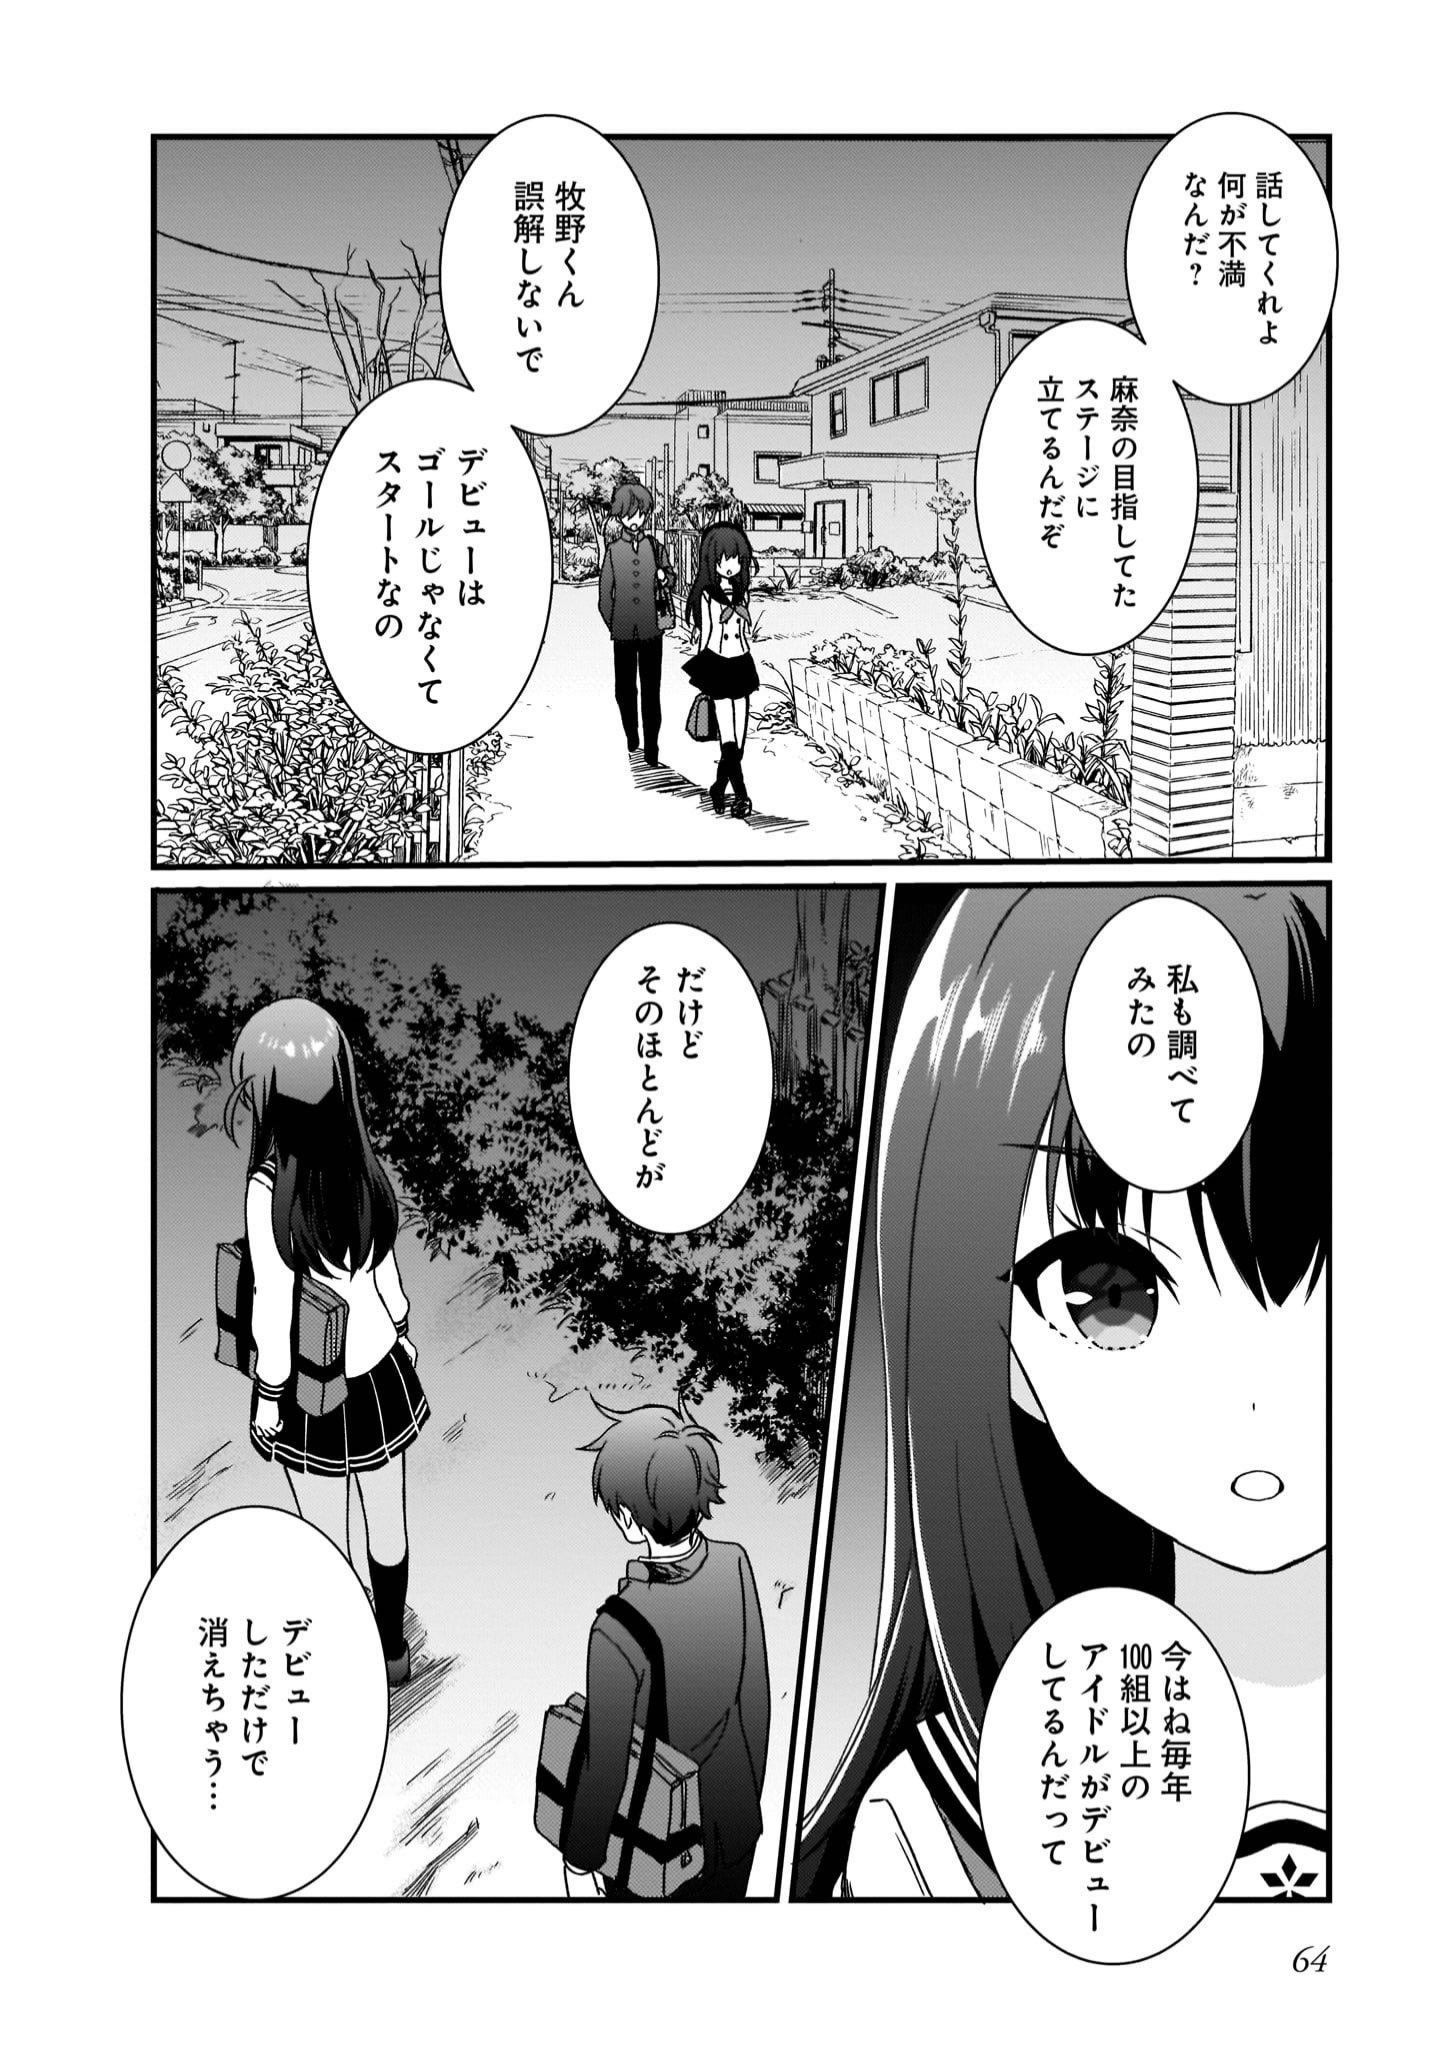 話してくれよ
何が不満
なんだ？
麻奈の目指してた
ステージに
立てるんだぞ
牧野くん
誤解しないで
デビューは
ゴールじゃなくて
スタートなの
私も調べて
みたの
今はね毎年
100組以上の
アイドルがデビュー
してるんだって
だけど
そのほとんどが
デビュー
しただけで
消えちゃう…
64